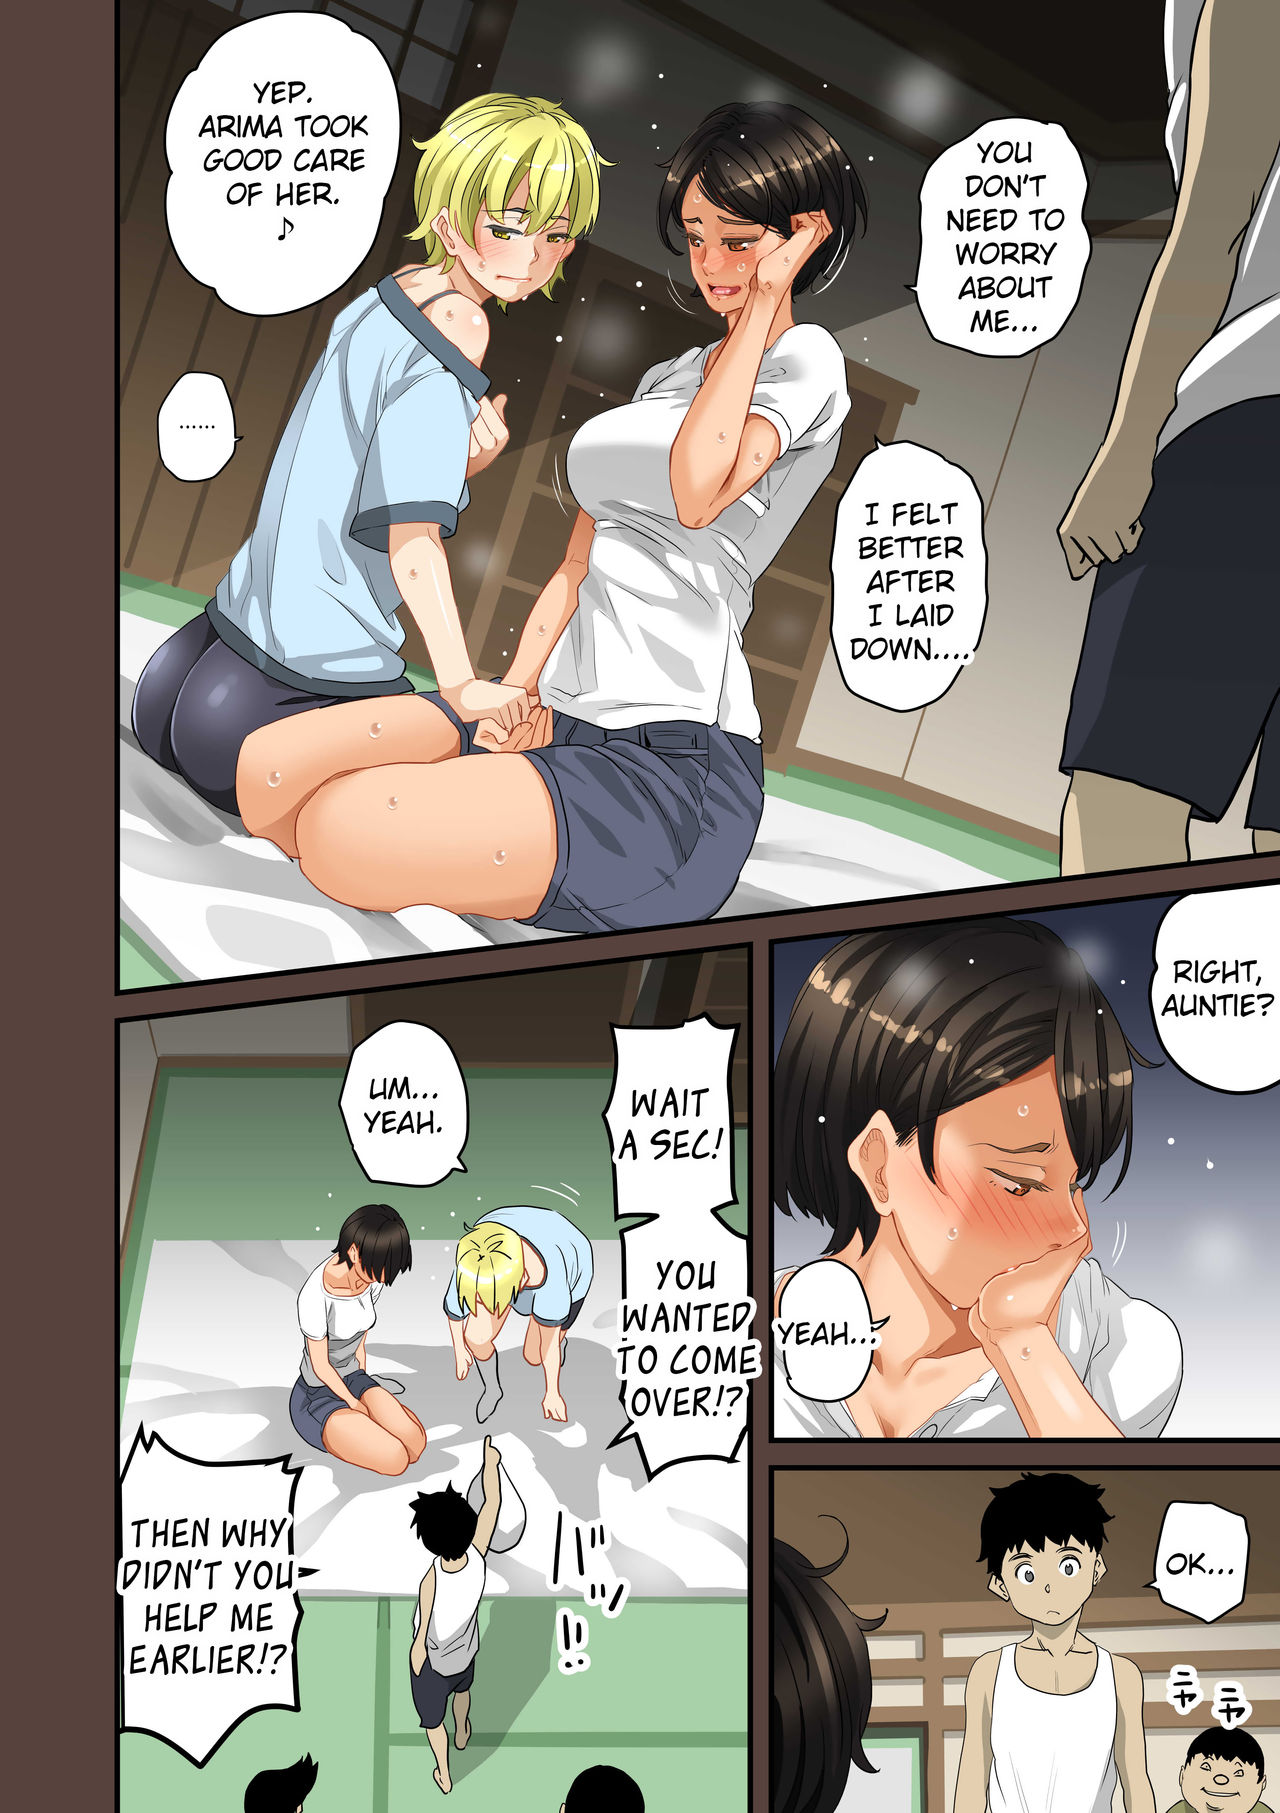 YOU
DON'T
NEED TO
WORRY
ABOUT
ME...
I FELT
BETTER
AFTER
I LAID
DOWN....
YEP.
ARIMA TOOK
GOOD CARE
OF HER.
♪
......
RIGHT,
AUNTIE?
YEAH...
OK...
ニヤ
ニヤ
WAIT
A SEC!
YOU
WANTED
TO COME
OVER!?
UM...
YEAH.
THEN WHY
DIDN'T YOU
HELP ME
EARLIER!?
バッ!!